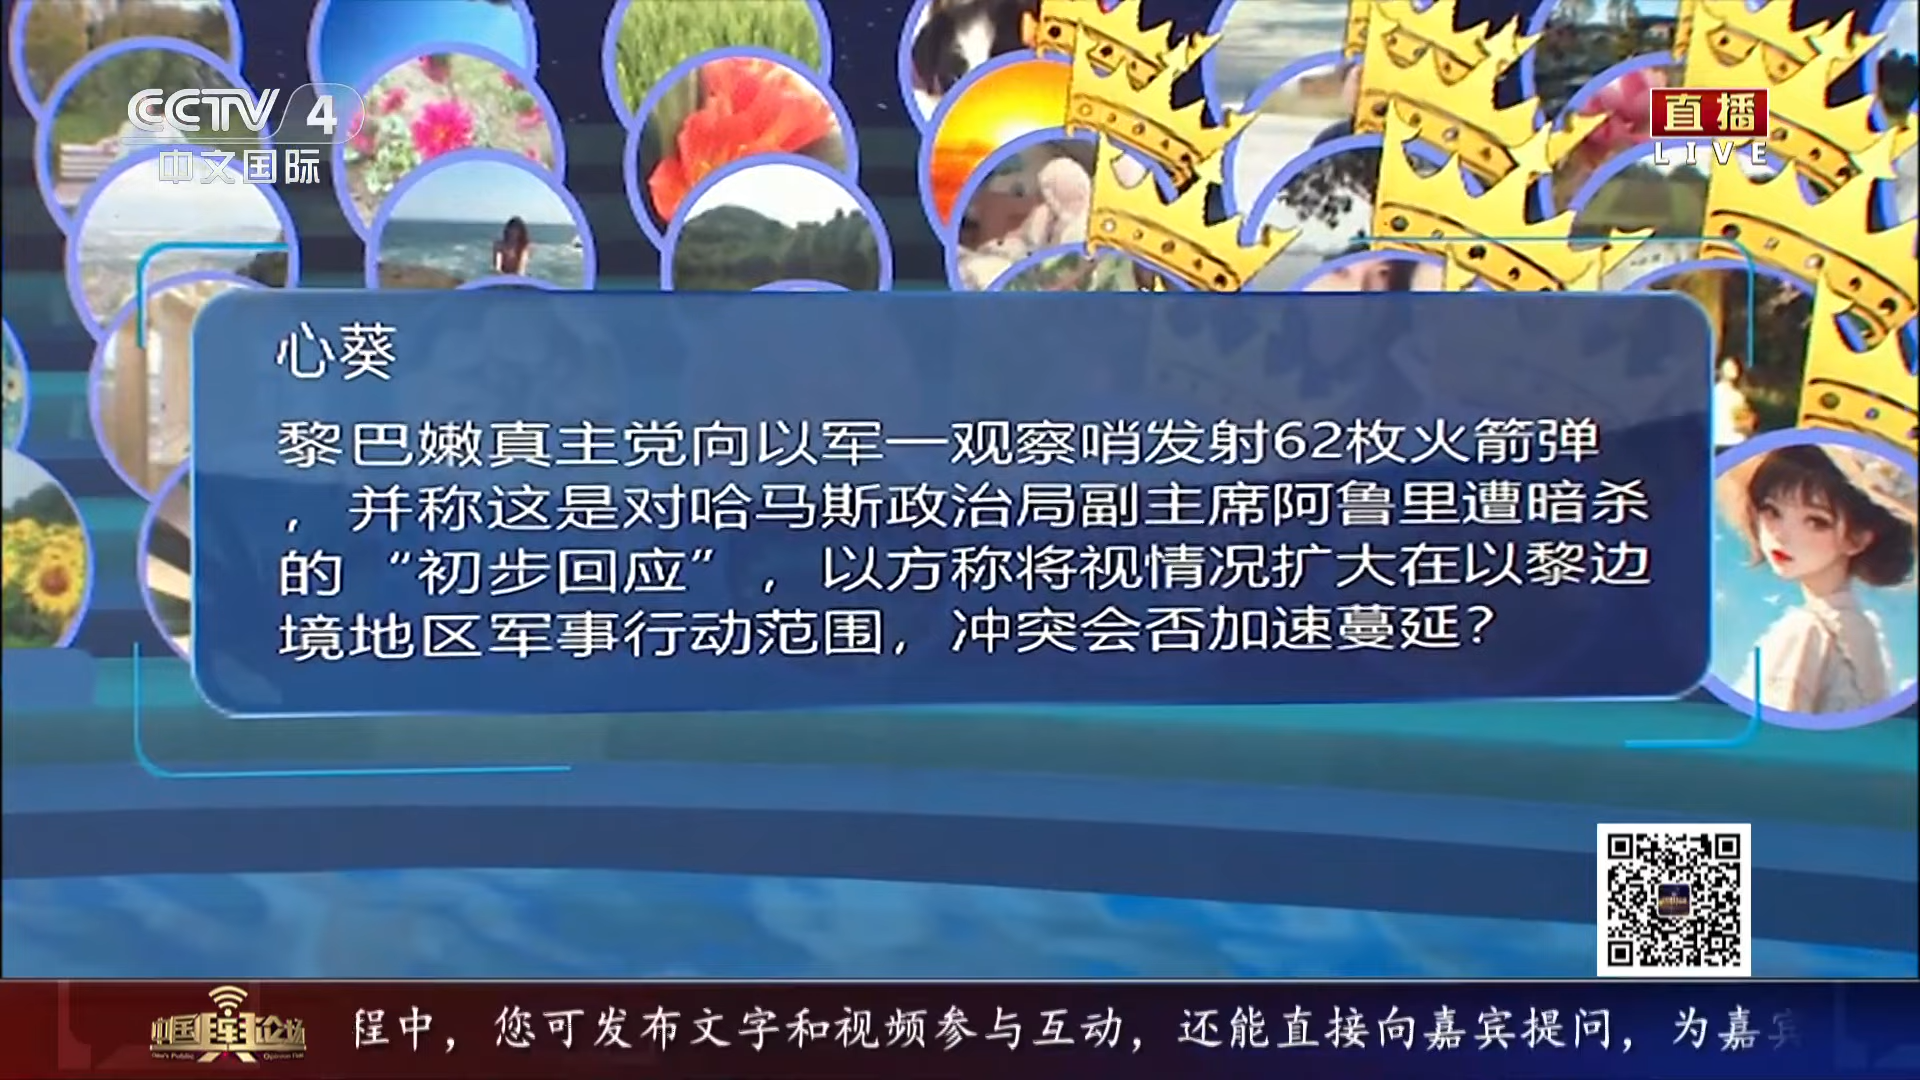 CCTV 4
中文国际
直播
LIVE
心葵
黎巴嫩真主党向以军一观察哨发射62枚火箭弹
，并称这是对哈马斯政治局副主席阿鲁里遭暗杀
的“初步回应”，以方称将视情况扩大在以黎边
境地区军事行动范围，冲突会否加速蔓延？
中国舆论场
程中，您可发布文字和视频参与互动，还能直接向嘉宾提问，为嘉宾